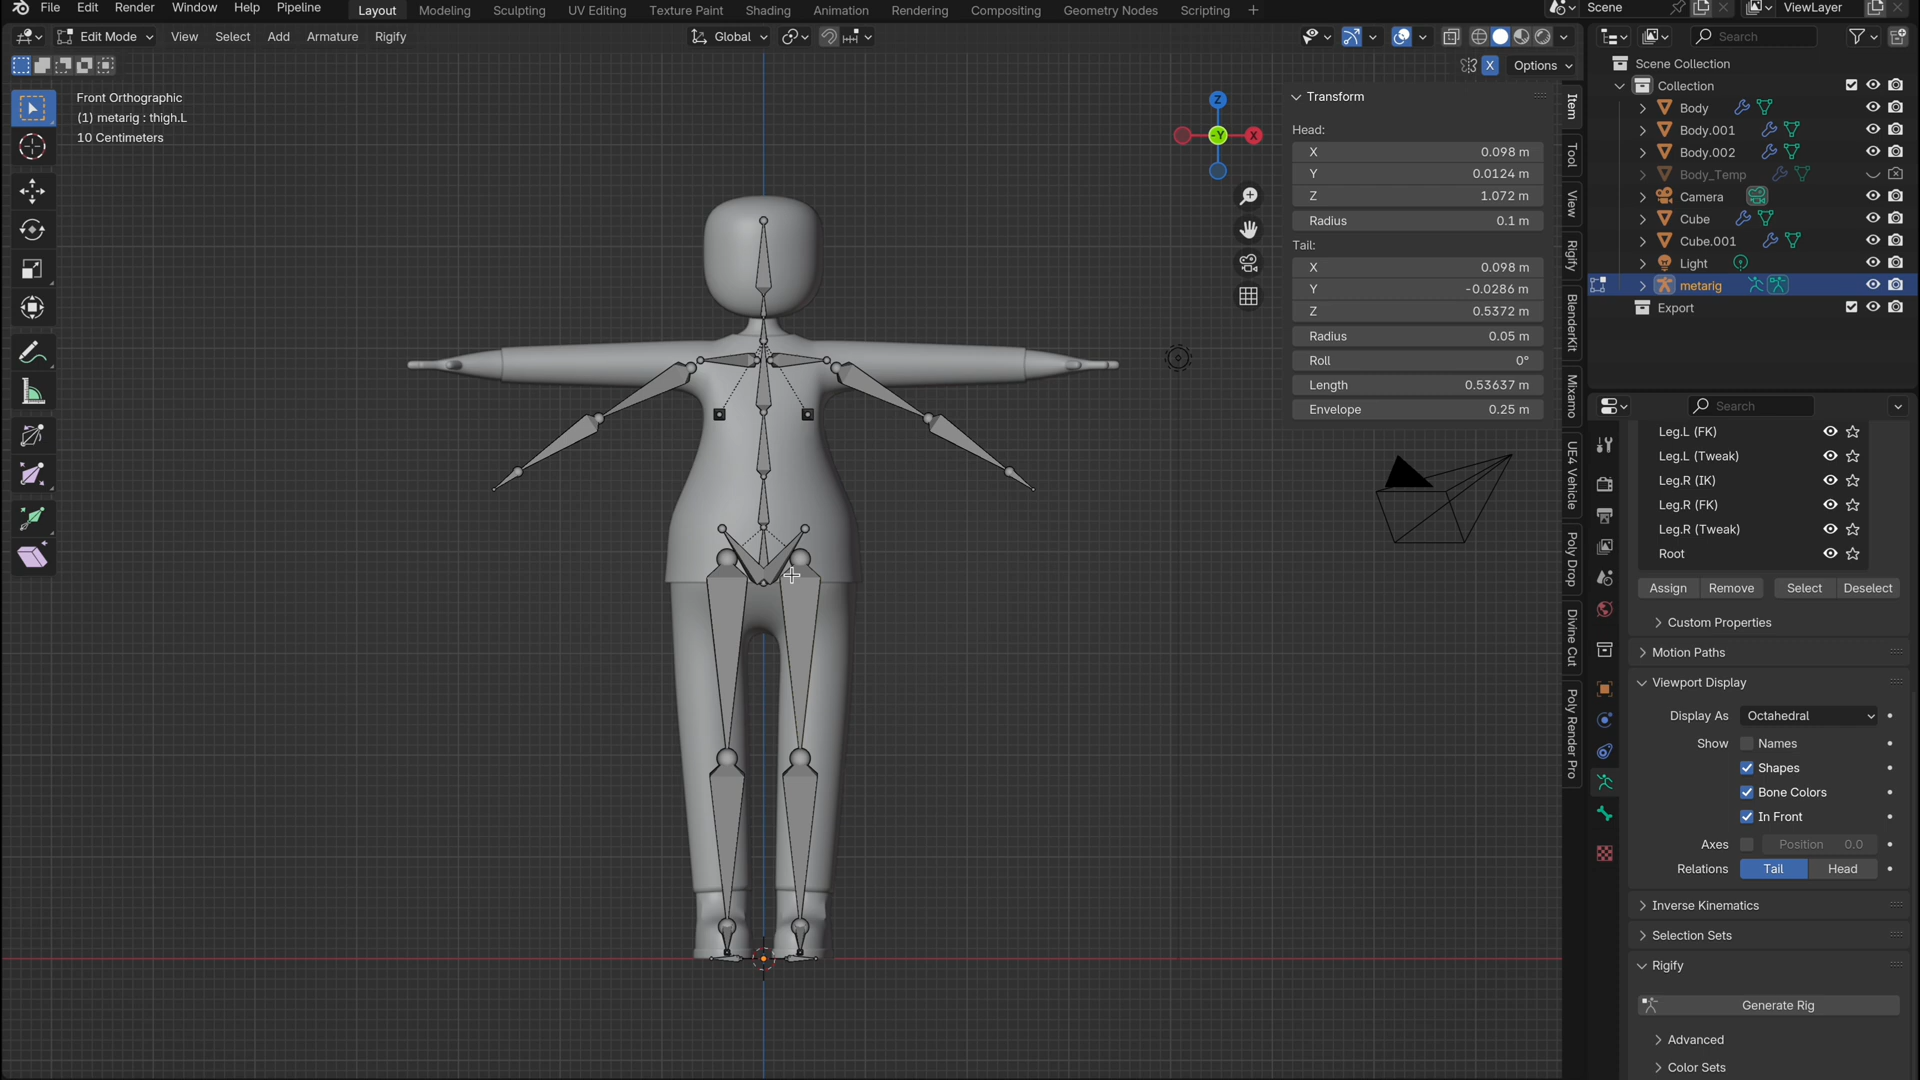 File Edit Render Window Help Pipeline Layout Modeling Sculpting UV Editing Texture Paint Shading Animation Rendering Compositing Geometry Nodes Scripting + Scene ViewLayer
Edit Mode View Select Add Armature Rigify Global Search
X Options
Front Orthographic
(1) metarig : thigh.L
10 Centimeters
Z
-Y
X
Transform
Head:
X 0.098 m
Y 0.0124 m
Z 1.072 m
Radius 0.1 m
Tail:
X 0.098 m
Y -0.0286 m
Z 0.5372 m
Radius 0.05 m
Roll 0°
Length 0.53637 m
Envelope 0.25 m
Item
Tool
View
Rigify
BlenderKit
Mixamo
UE4 Vehicle
Poly Drop
Divine Cut
Poly Render Pro
Scene Collection
Collection
Body
Body.001
Body.002
Body_Temp
Camera
Cube
Cube.001
Light
metarig
Export
Search
Leg.L (FK)
Leg.L (Tweak)
Leg.R (IK)
Leg.R (FK)
Leg.R (Tweak)
Root
Assign Remove Select Deselect
Custom Properties
Motion Paths
Viewport Display
Display As Octahedral
Show Names
Shapes
Bone Colors
In Front
Axes Position 0.0
Relations Tail Head
Inverse Kinematics
Selection Sets
Rigify
Generate Rig
Advanced
Color Sets